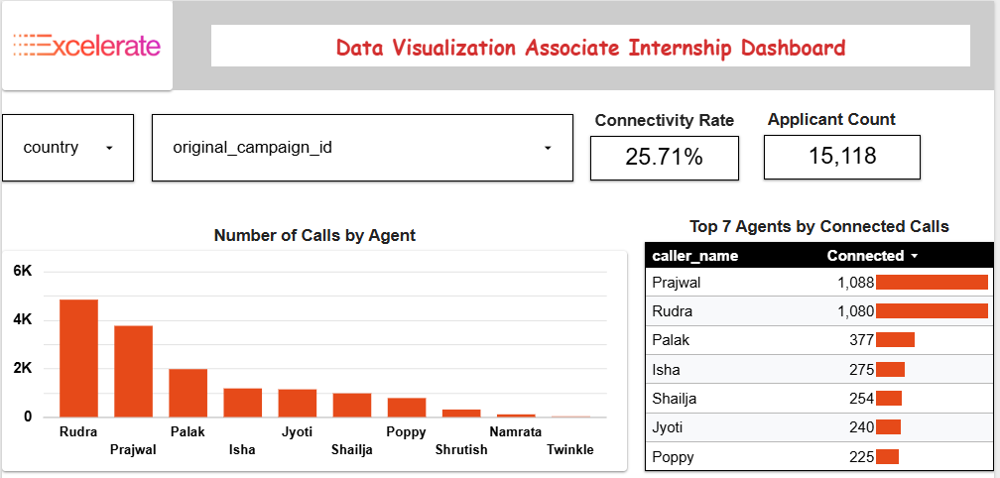 Excelerate
Data Visualization Associate Internship Dashboard
country
original_campaign_id
Connectivity Rate
25.71%
Applicant Count
15,118
Number of Calls by Agent
6K
4K
2K
0
Rudra
Prajwal
Palak
Isha
Jyoti
Shailja
Poppy
Shrutish
Namrata
Twinkle
Top 7 Agents by Connected Calls
caller_name Connected
Prajwal 1,088
Rudra 1,080
Palak 377
Isha 275
Shailja 254
Jyoti 240
Poppy 225